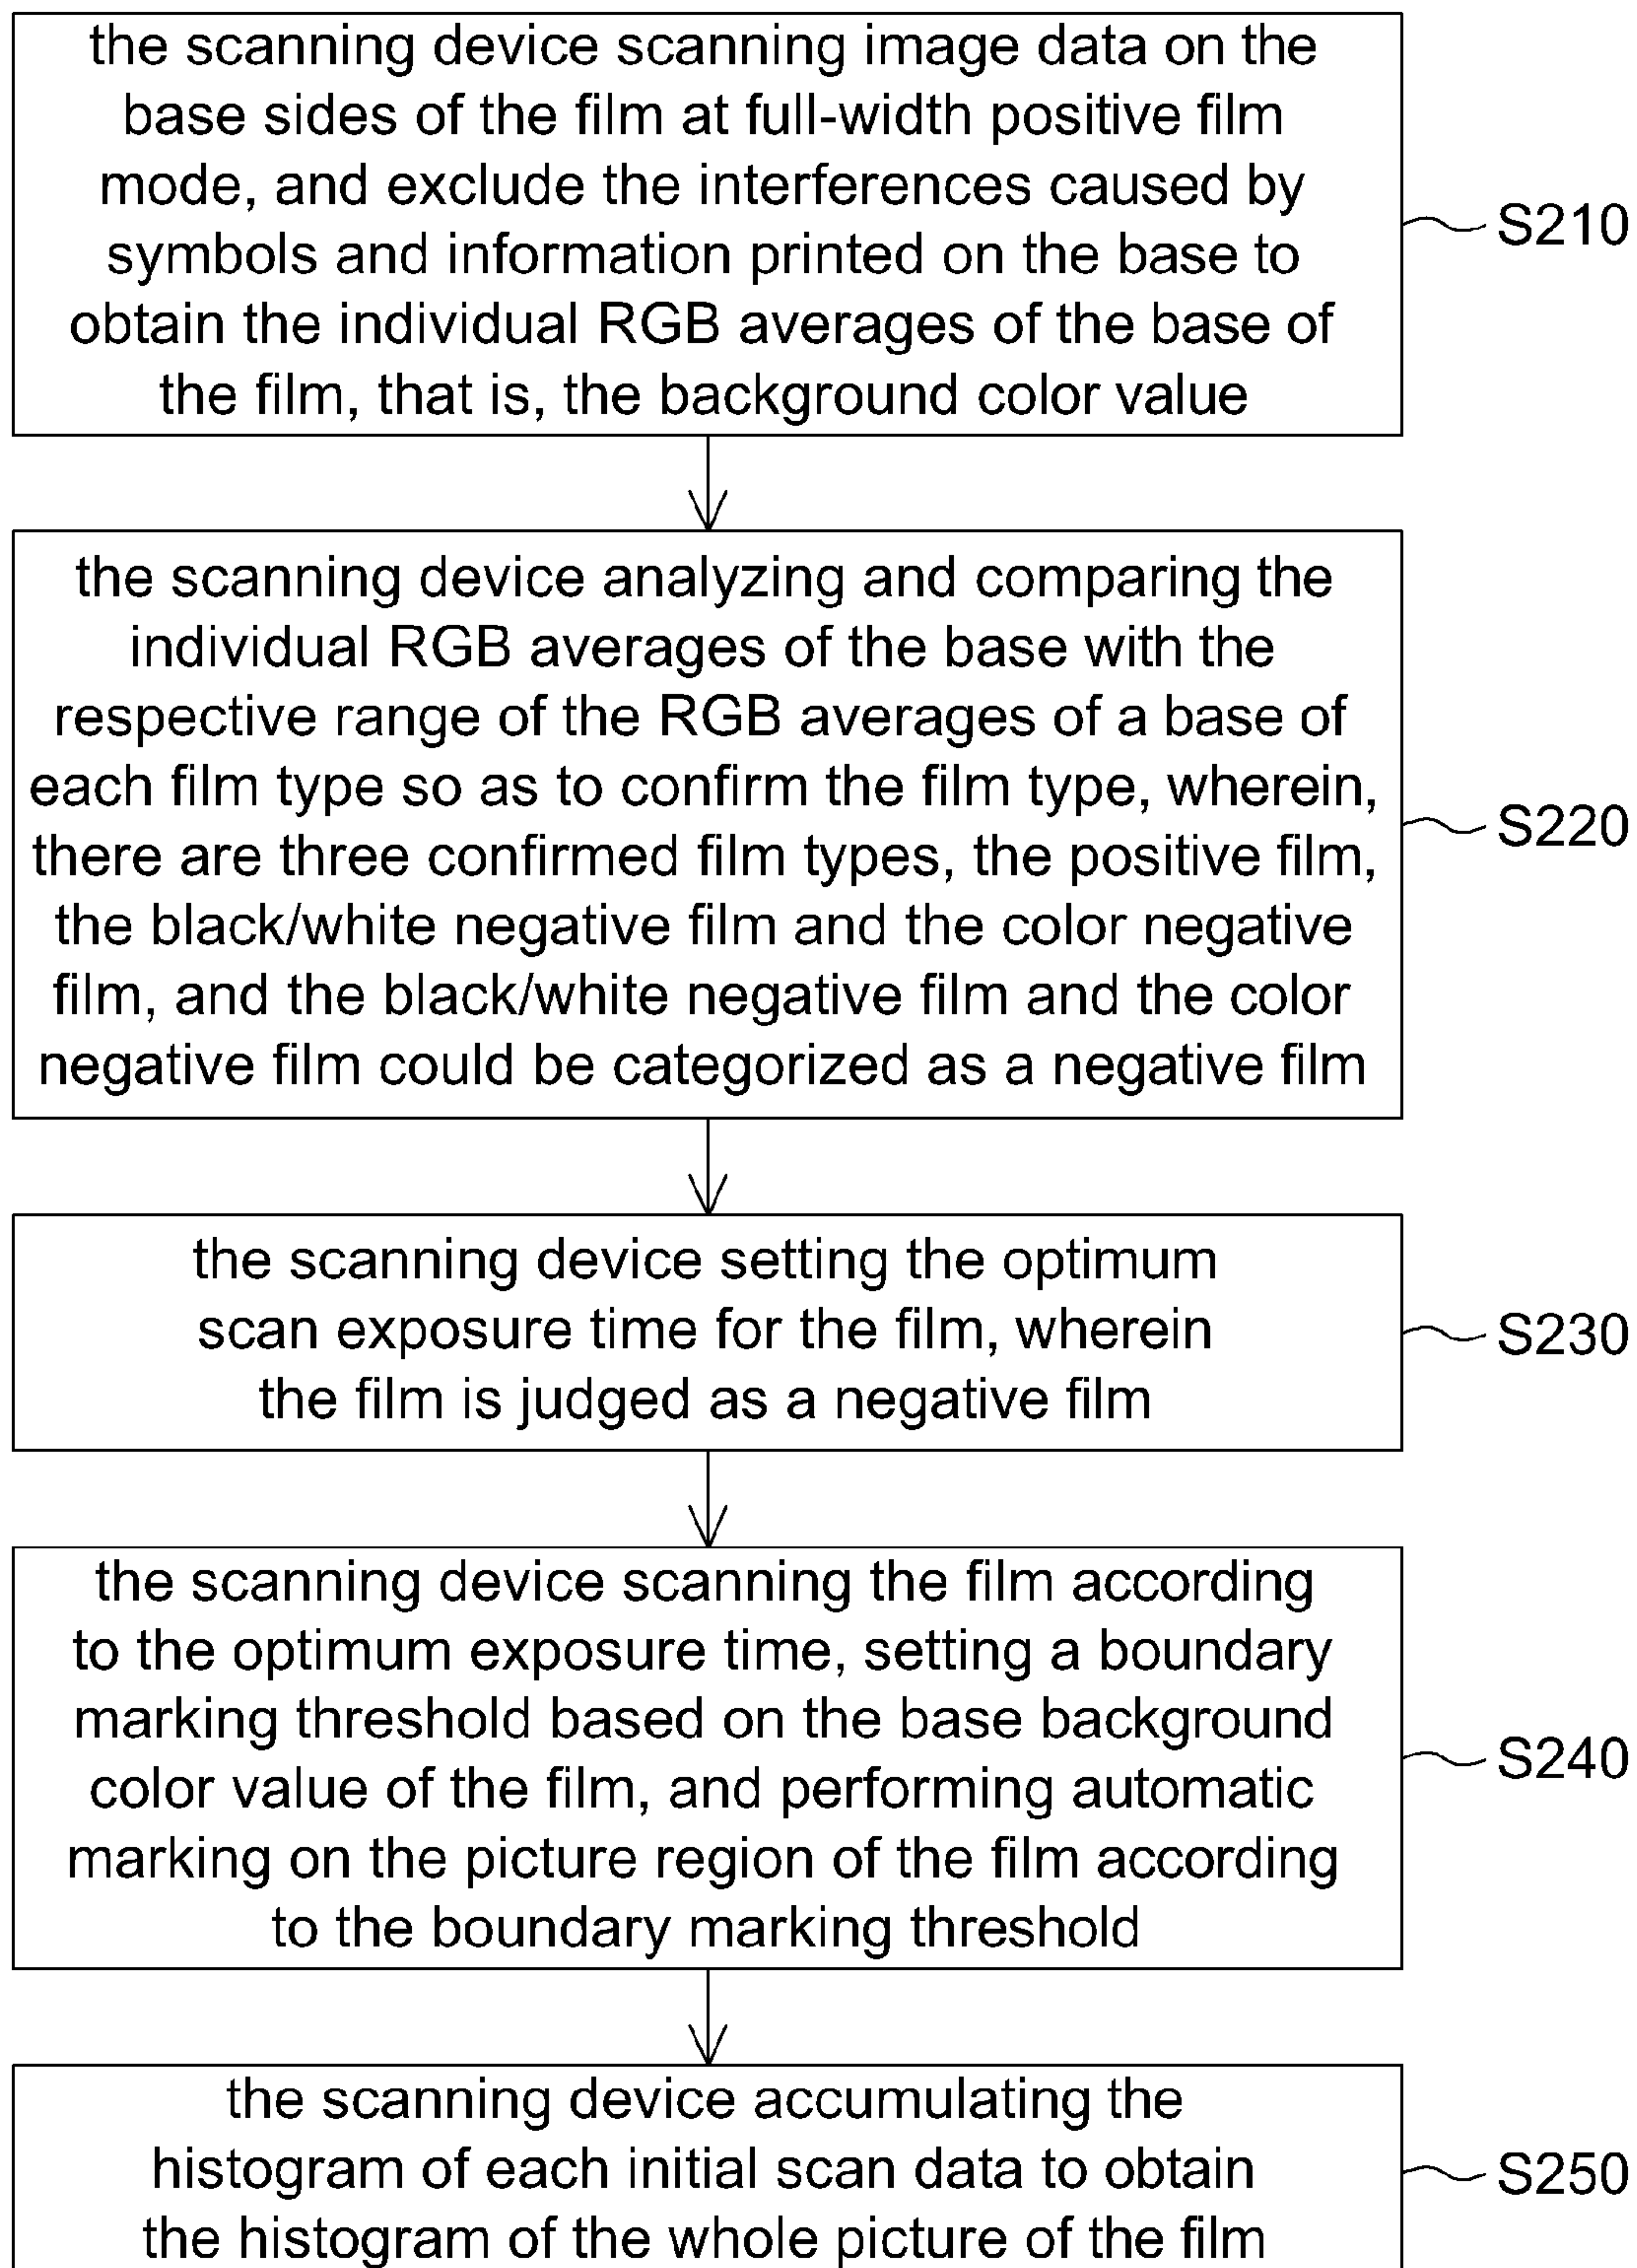 the scanning device scanning image data on the
base sides of the film at full-width positive film
mode, and exclude the interferences caused by
symbols and information printed on the base to
obtain the individual RGB averages of the base of
the film, that is, the background color value
S210
the scanning device analyzing and comparing the
individual RGB averages of the base with the
respective range of the RGB averages of a base of
each film type so as to confirm the film type, wherein,
there are three confirmed film types, the positive film,
the black/white negative film and the color negative
film, and the black/white negative film and the color
negative film could be categorized as a negative film
S220
the scanning device setting the optimum
scan exposure time for the film, wherein
the film is judged as a negative film
S230
the scanning device scanning the film according
to the optimum exposure time, setting a boundary
marking threshold based on the base background
color value of the film, and performing automatic
marking on the picture region of the film according
to the boundary marking threshold
S240
the scanning device accumulating the
histogram of each initial scan data to obtain
the histogram of the whole picture of the film
S250